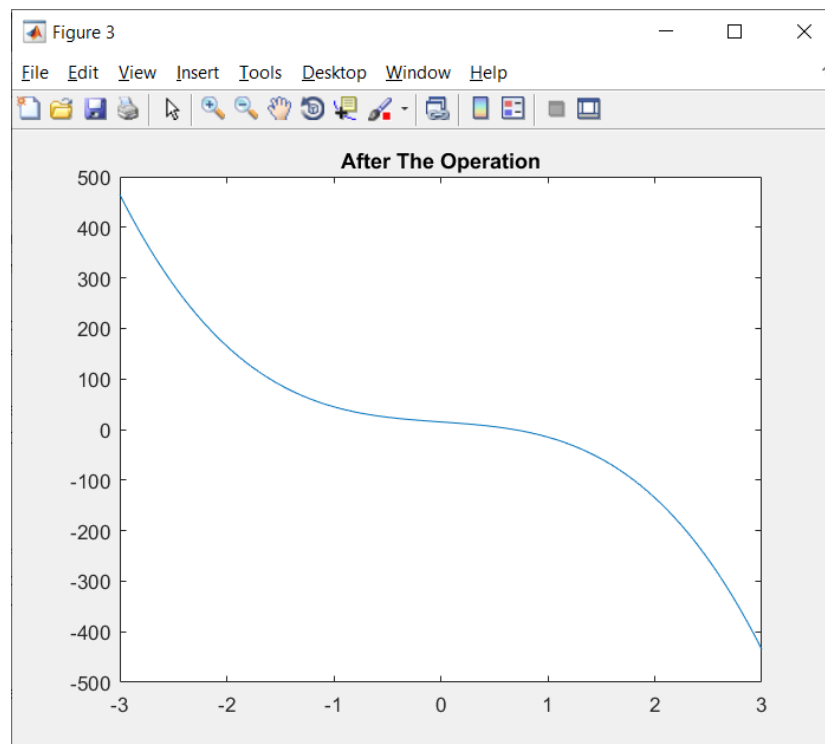 Figure 3
File Edit View Insert Tools Desktop Window Help
After The Operation
500
400
300
200
100
0
-100
-200
-300
-400
-500
-3 -2 -1 0 1 2 3